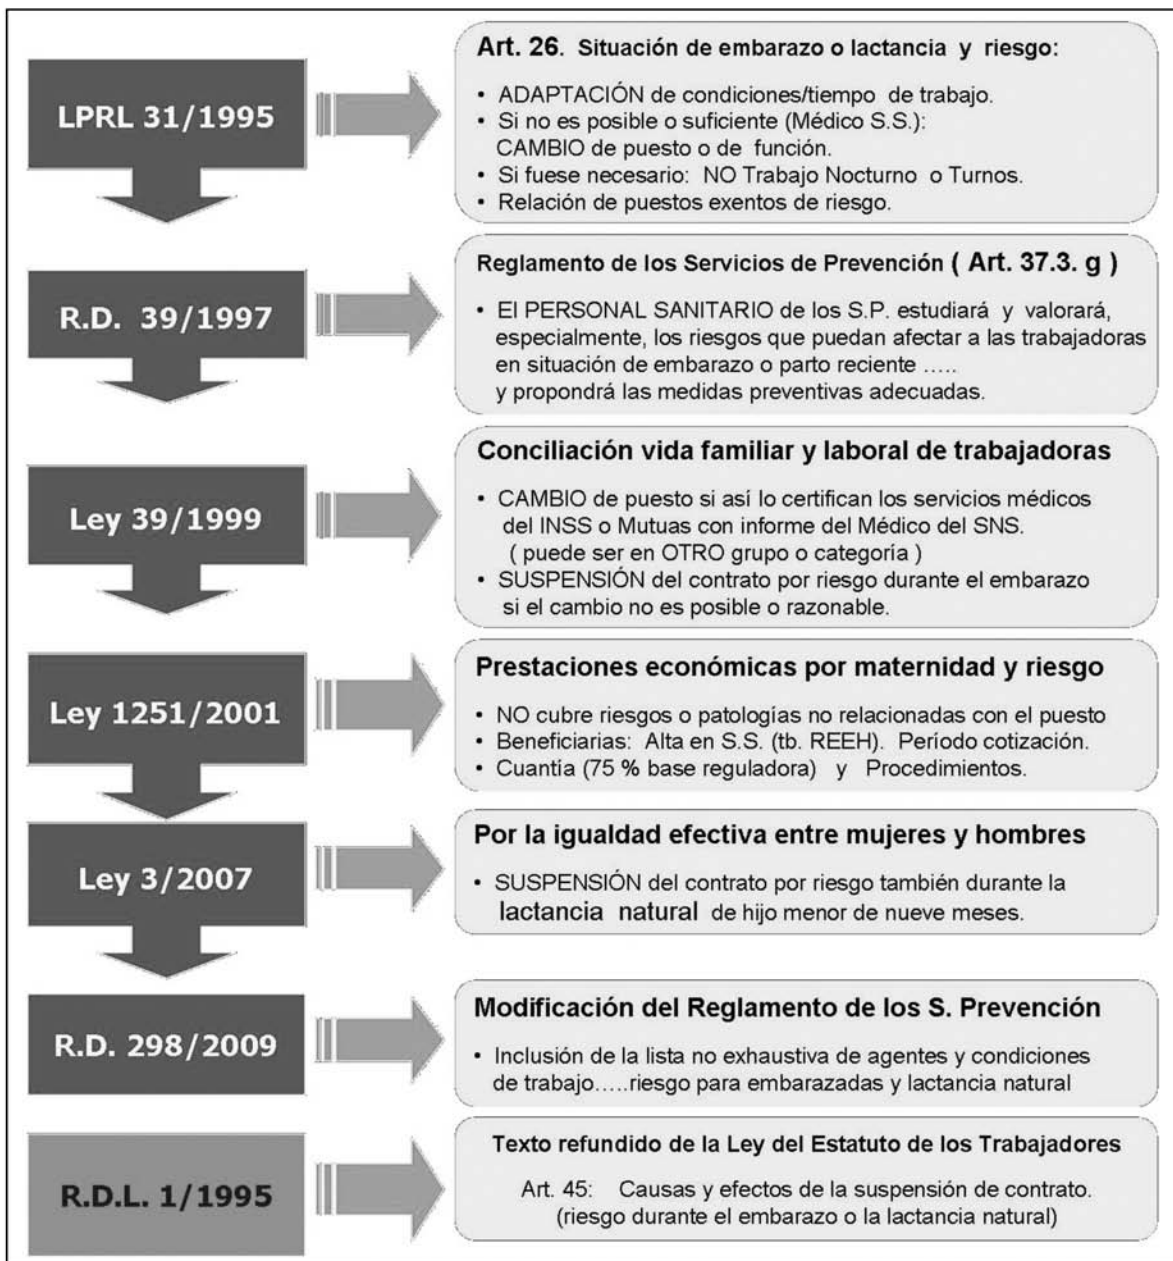 LPRL 31/1995
Art. 26. Situación de embarazo o lactancia y riesgo:
• ADAPTACIÓN de condiciones/tiempo de trabajo.
• Si no es posible o suficiente (Médico S.S.):
CAMBIO de puesto o de función.
• Si fuese necesario: NO Trabajo Nocturno o Turnos.
• Relación de puestos exentos de riesgo.
R.D. 39/1997
Reglamento de los Servicios de Prevención ( Art. 37.3. g )
• El PERSONAL SANITARIO de los S.P. estudiará y valorará,
especialmente, los riesgos que puedan afectar a las trabajadoras
en situación de embarazo o parto reciente …..
y propondrá las medidas preventivas adecuadas.
Ley 39/1999
Conciliación vida familiar y laboral de trabajadoras
• CAMBIO de puesto si así lo certifican los servicios médicos
del INSS o Mutuas con informe del Médico del SNS.
( puede ser en OTRO grupo o categoría )
• SUSPENSIÓN del contrato por riesgo durante el embarazo
si el cambio no es posible o razonable.
Ley 1251/2001
Prestaciones económicas por maternidad y riesgo
• NO cubre riesgos o patologías no relacionadas con el puesto
• Beneficiarias: Alta en S.S. (tb. REEH). Período cotización.
• Cuantía (75 % base reguladora) y Procedimientos.
Ley 3/2007
Por la igualdad efectiva entre mujeres y hombres
• SUSPENSIÓN del contrato por riesgo también durante la
lactancia natural de hijo menor de nueve meses.
R.D. 298/2009
Modificación del Reglamento de los S. Prevención
• Inclusión de la lista no exhaustiva de agentes y condiciones
de trabajo…..riesgo para embarazadas y lactancia natural
R.D.L. 1/1995
Texto refundido de la Ley del Estatuto de los Trabajadores
Art. 45: Causas y efectos de la suspensión de contrato.
(riesgo durante el embarazo o la lactancia natural)